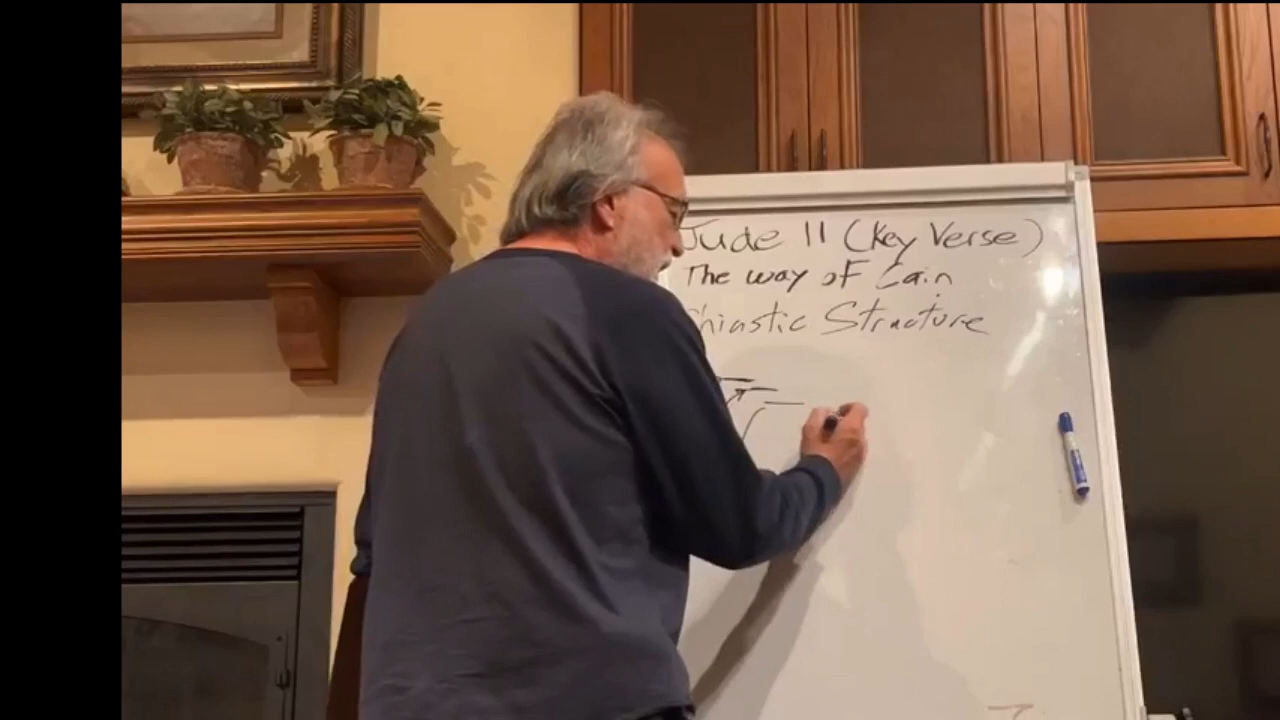 Jude 11 (Key Verse)
The way of Cain
Chiastic Structure